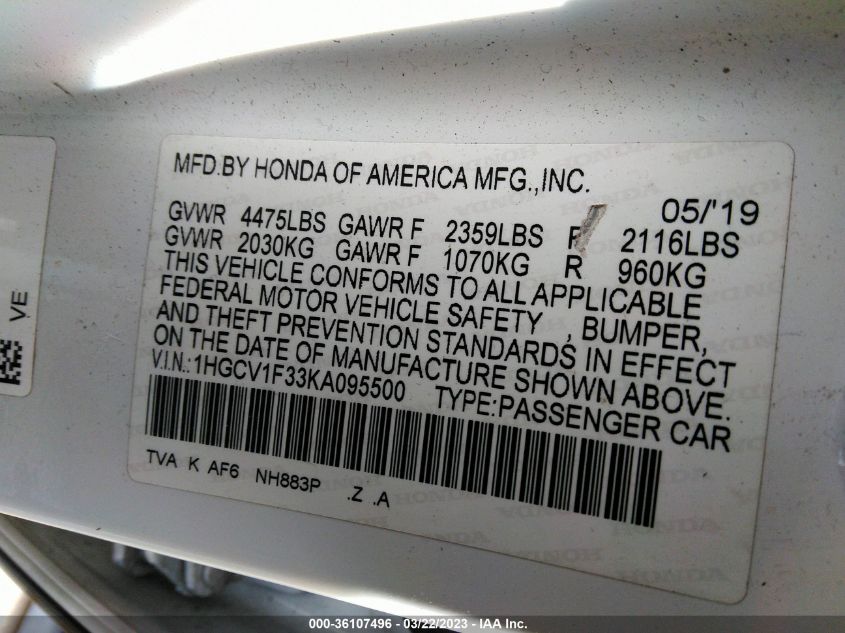 MFD.BY HONDA OF AMERICA MFG.,INC.
05/'19
GVWR 4475LBS GAWR F 2359LBS R 2116LBS
GVWR 2030KG GAWR F 1070KG R 960KG
THIS VEHICLE CONFORMS TO ALL APPLICABLE
FEDERAL MOTOR VEHICLE SAFETY , BUMPER,
AND THEFT PREVENTION STANDARDS IN EFFECT
ON THE DATE OF MANUFACTURE SHOWN ABOVE.
V.I.N.:1HGCV1F33KA095500 TYPE:PASSENGER CAR
TVA K AF6 NH883P .Z .A
VE
000-36107496 - 03/22/2023 - IAA Inc.